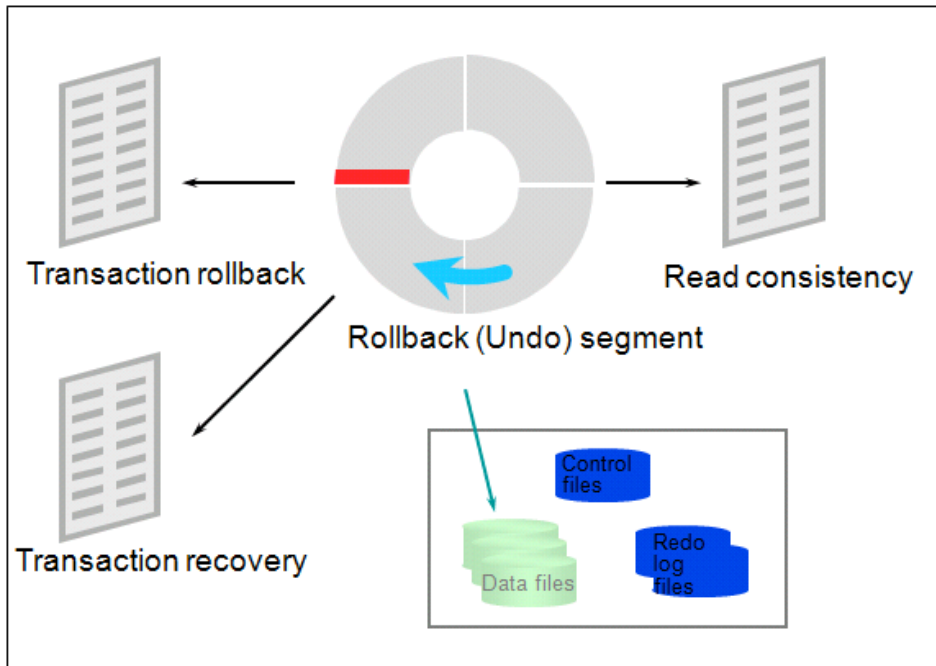 Transaction rollback
Read consistency
Rollback (Undo) segment
Transaction recovery
Control
files
Data files
Redo
log
files